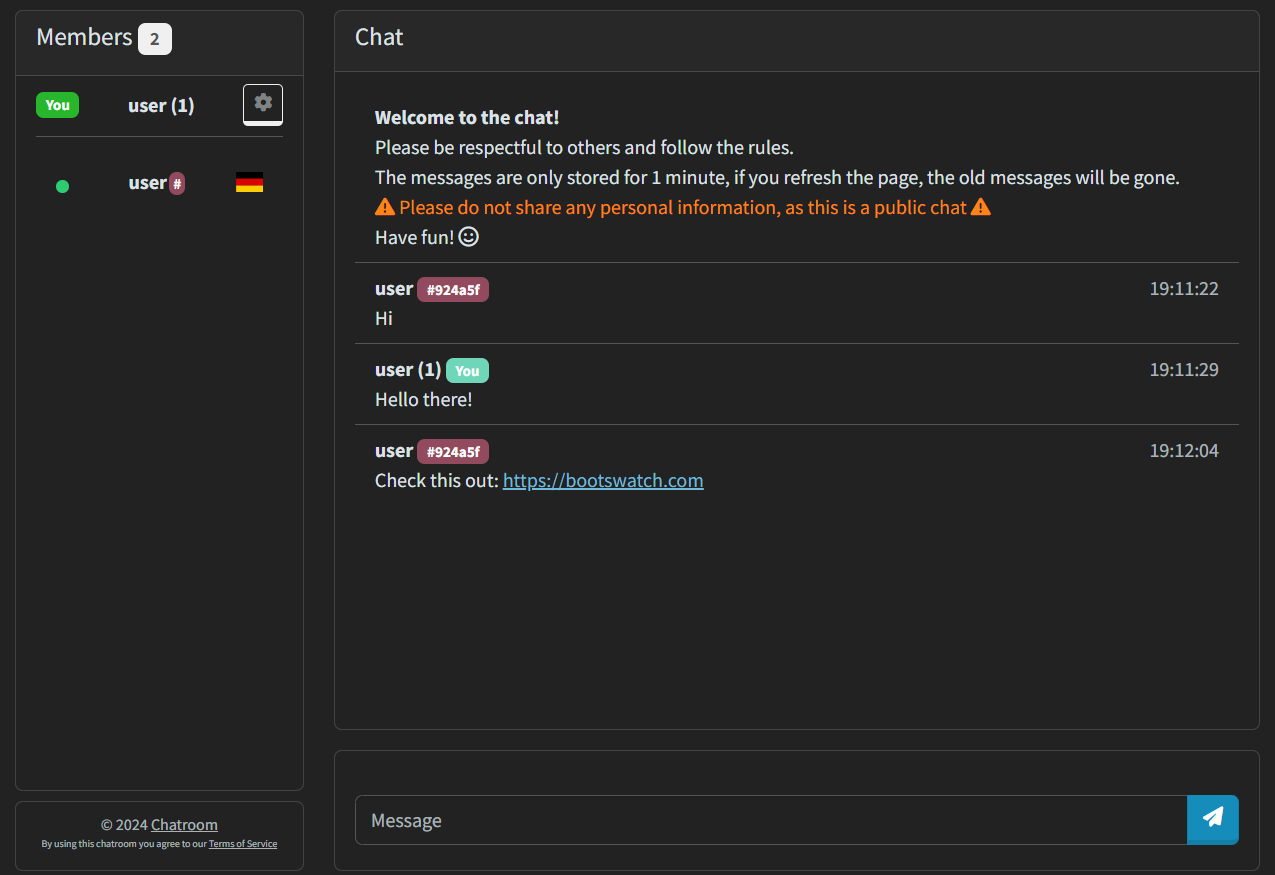 Members 2
You user (1)
user #
© 2024 Chatroom
By using this chatroom you agree to our Terms of Service
Chat
Welcome to the chat!
Please be respectful to others and follow the rules.
The messages are only stored for 1 minute, if you refresh the page, the old messages will be gone.
Please do not share any personal information, as this is a public chat
Have fun!
user #924a5f 19:11:22
Hi
user (1) You 19:11:29
Hello there!
user #924a5f 19:12:04
Check this out: https://bootswatch.com
Message